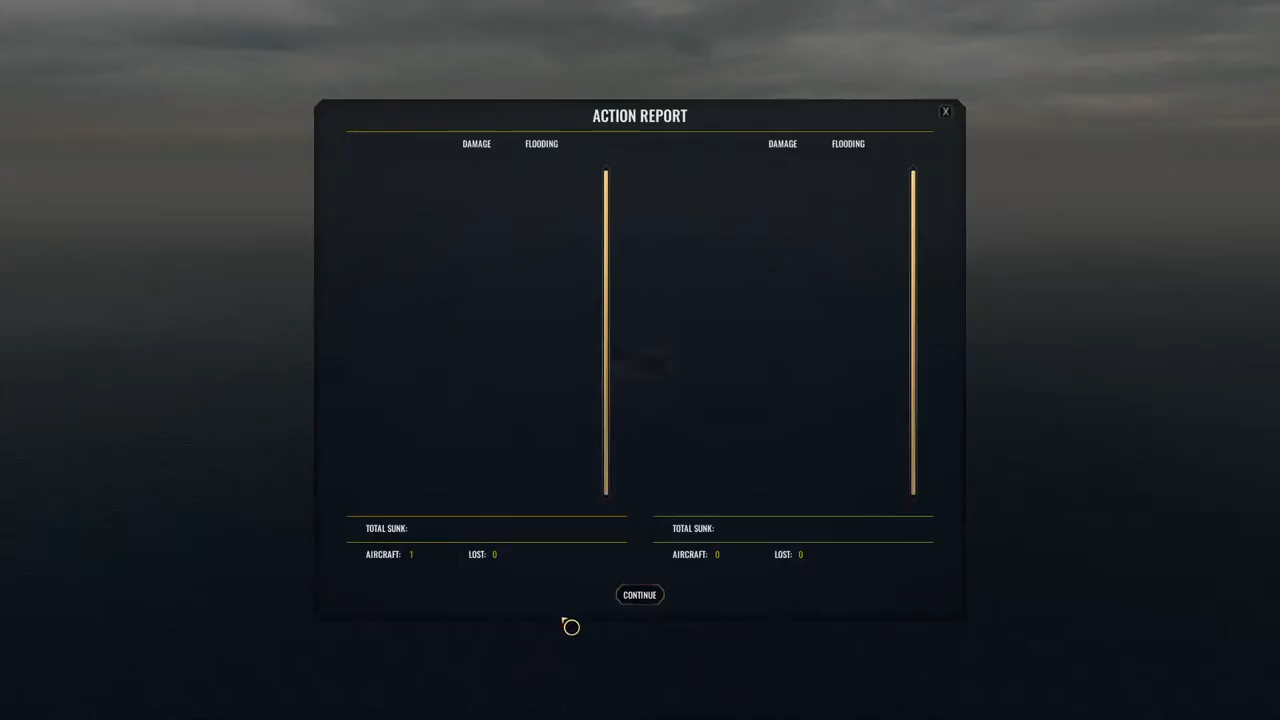 ACTION REPORT
X
DAMAGE FLOODING DAMAGE FLOODING
TOTAL SUNK: TOTAL SUNK:
AIRCRAFT: 1 LOST: 0 AIRCRAFT: 0 LOST: 0
CONTINUE